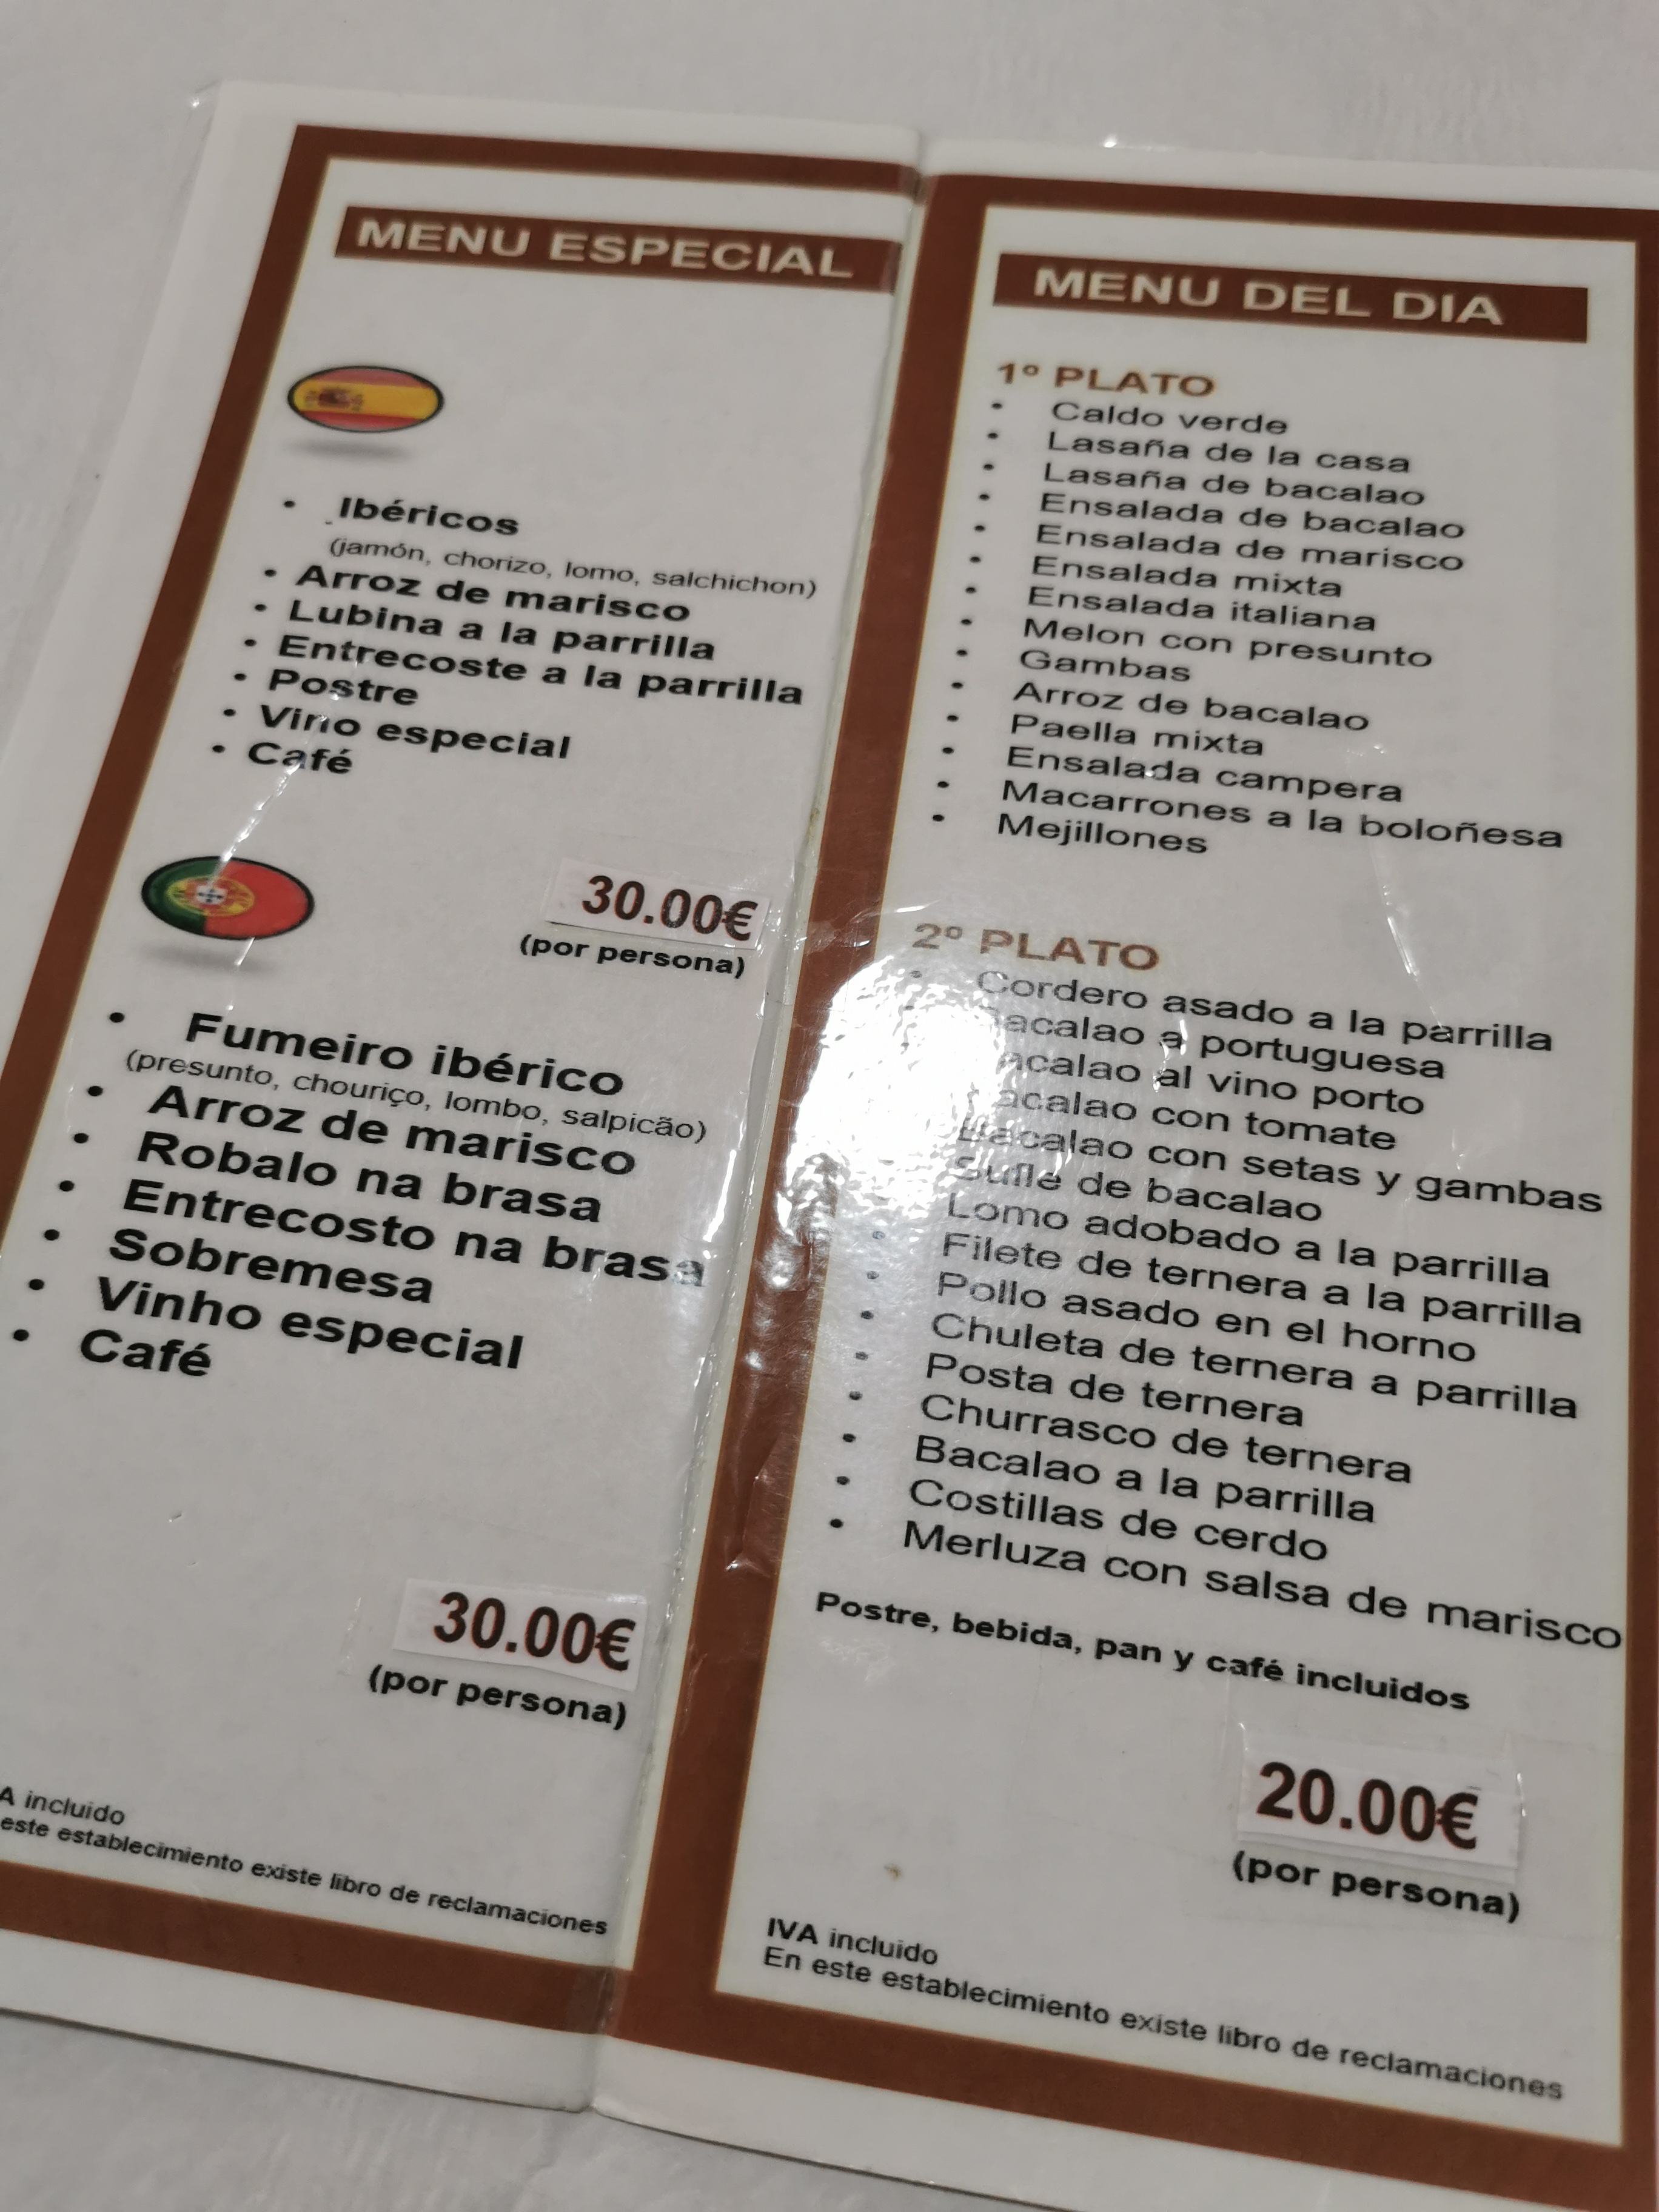 MENU ESPECIAL
Ibéricos
(jamón, chorizo, lomo, salchichon)
Arroz de marisco
Lubina a la parrilla
Entrecoste a la parrilla
Postre
Vino especial
Café
30.00€
(por persona)
Fumeiro ibérico
(presunto, chouriço, lombo, salpicão)
Arroz de marisco
Robalo na brasa
Entrecosto na brasa
Sobremesa
Vinho especial
Café
30.00€
(por persona)
A incluido
este establecimiento existe libro de reclamaciones
MENU DEL DIA
1º PLATO
Caldo verde
Lasaña de la casa
Lasaña de bacalao
Ensalada de bacalao
Ensalada de marisco
Ensalada mixta
Ensalada italiana
Melon con presunto
Gambas
Arroz de bacalao
Paella mixta
Ensalada campera
Macarrones a la boloñesa
Mejillones
2º PLATO
Cordero asado a la parrilla
Bacalao a portuguesa
Bacalao al vino porto
Bacalao con tomate
Bacalao con setas y gambas
Suflé de bacalao
Lomo adobado a la parrilla
Filete de ternera a la parrilla
Pollo asado en el horno
Chuleta de ternera a parrilla
Posta de ternera
Churrasco de ternera
Bacalao a la parrilla
Costillas de cerdo
Merluza con salsa de marisco
Postre, bebida, pan y café incluidos
20.00€
(por persona)
IVA incluido
En este establecimiento existe libro de reclamaciones